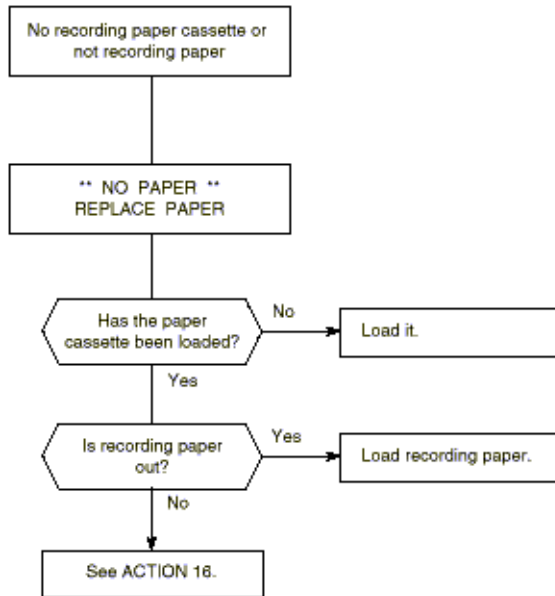 No recording paper cassette or
not recording paper
** NO PAPER **
REPLACE PAPER
Has the paper
cassette been loaded?
No
Load it.
Yes
Is recording paper
out?
Yes
Load recording paper.
No
See ACTION 16.